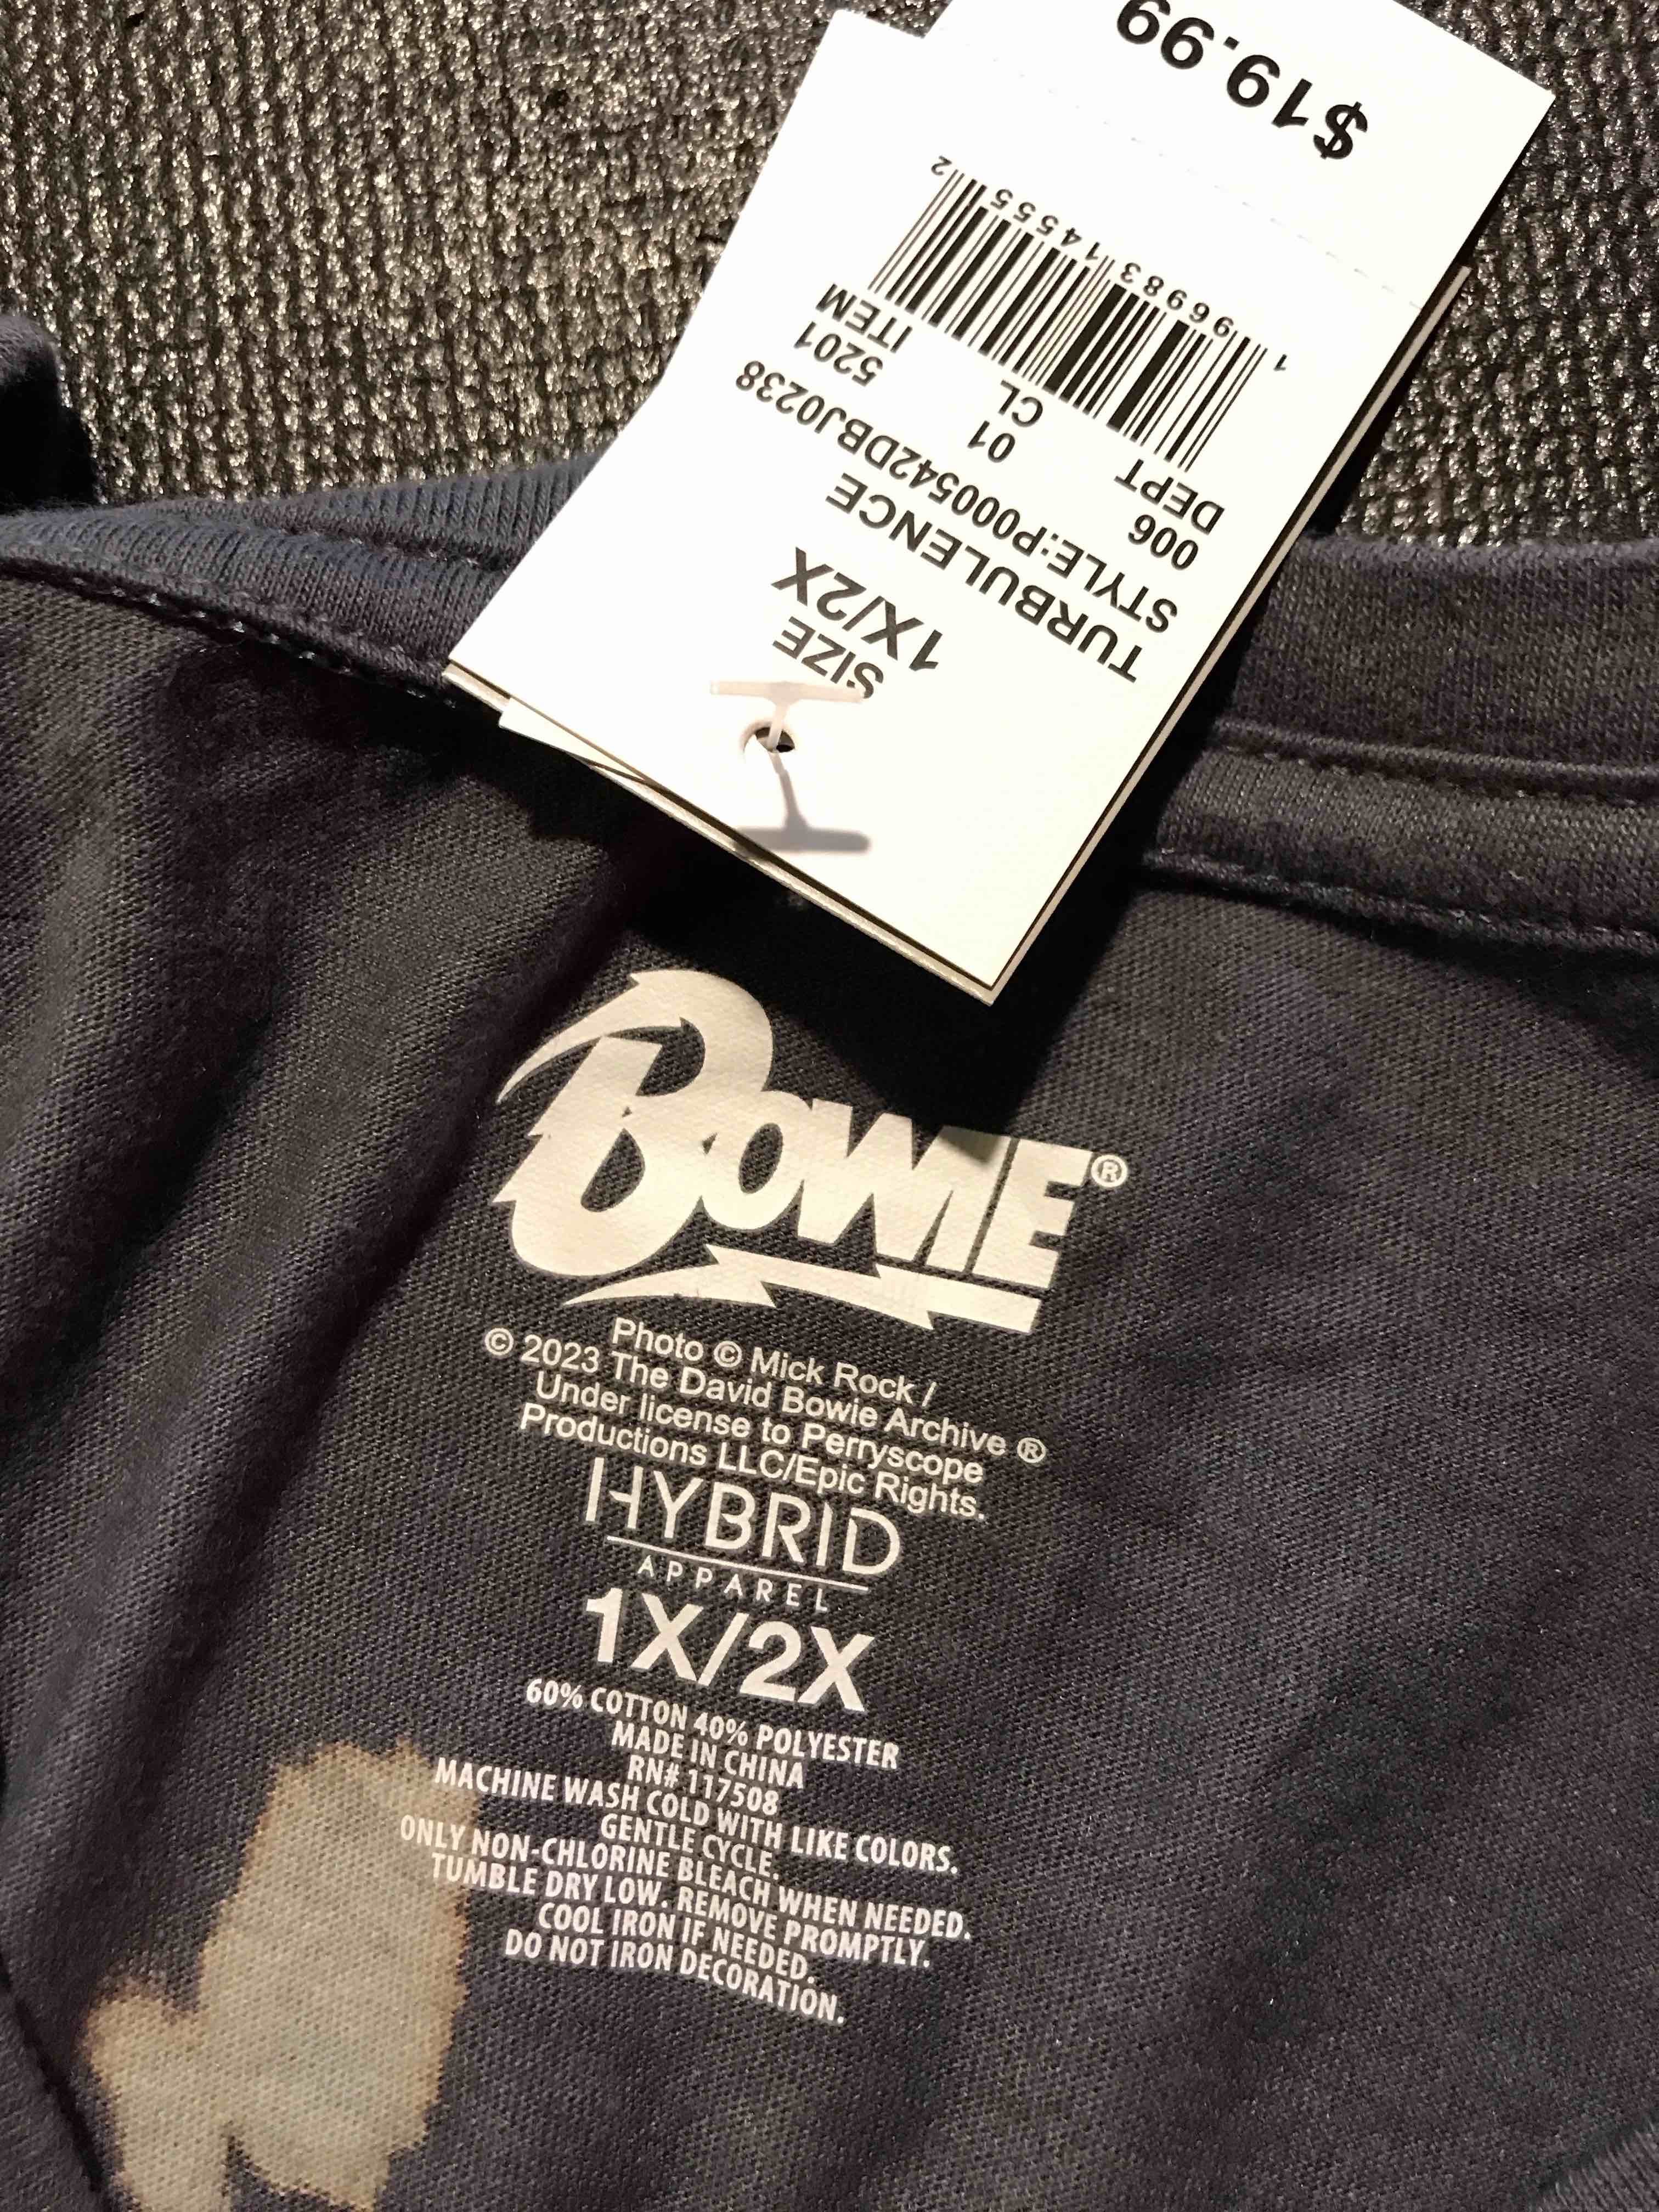 $19.99
1 96983 14555 2
DEPT CL ITEM
006 01 5201
STYLE:P000542DBJ0238
TURBULENCE
1X/2X
SIZE
BOWIE®
Photo © Mick Rock /
© 2023 The David Bowie Archive ®
Under license to Perryscope
Productions LLC/Epic Rights.
HYBRID
APPAREL
1X/2X
60% COTTON 40% POLYESTER
MADE IN CHINA
RN# 117508
MACHINE WASH COLD WITH LIKE COLORS.
GENTLE CYCLE.
ONLY NON-CHLORINE BLEACH WHEN NEEDED.
TUMBLE DRY LOW. REMOVE PROMPTLY.
COOL IRON IF NEEDED.
DO NOT IRON DECORATION.